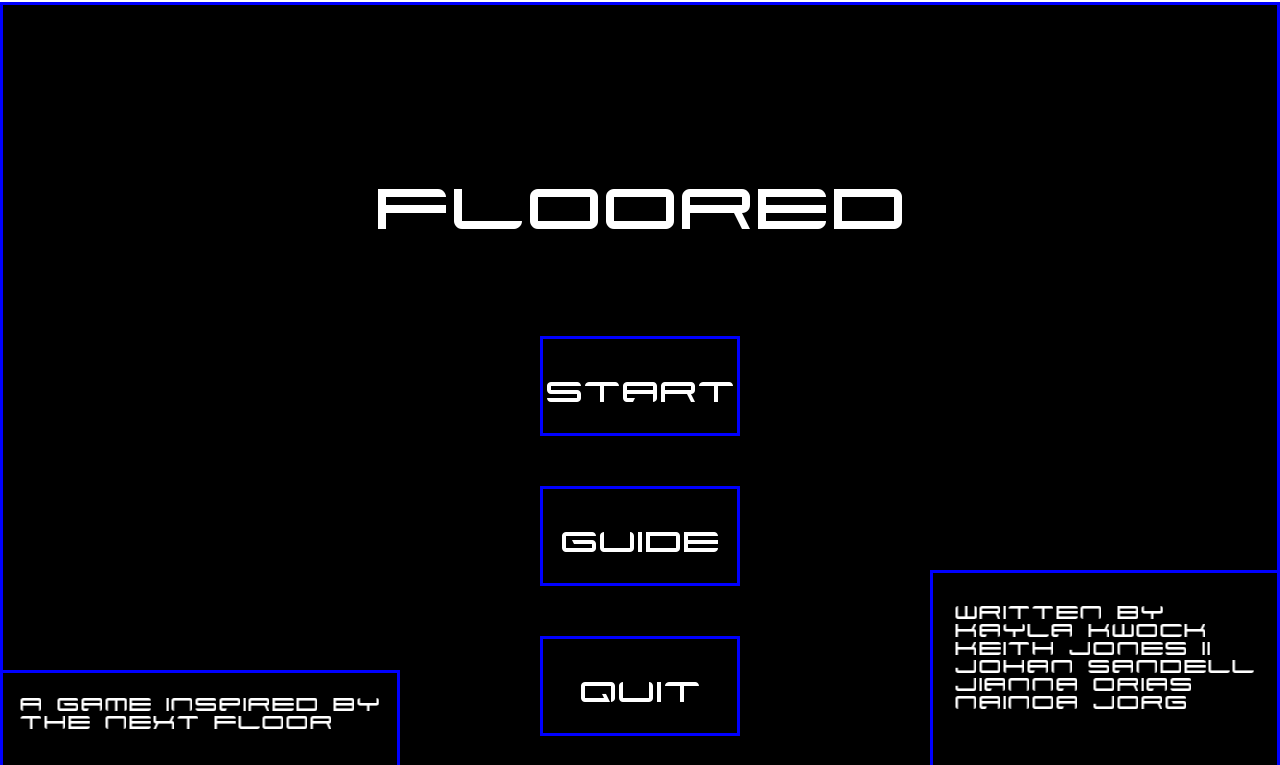 FLOORED
START
GUIDE
QUIT
A GAME INSPIRED BY
THE NEXT FLOOR
WRITTEN BY
KAYLA KWOCK
KEITH JONES II
JOHAN SANDELL
JIANNA ORIAS
NAINOA JORG